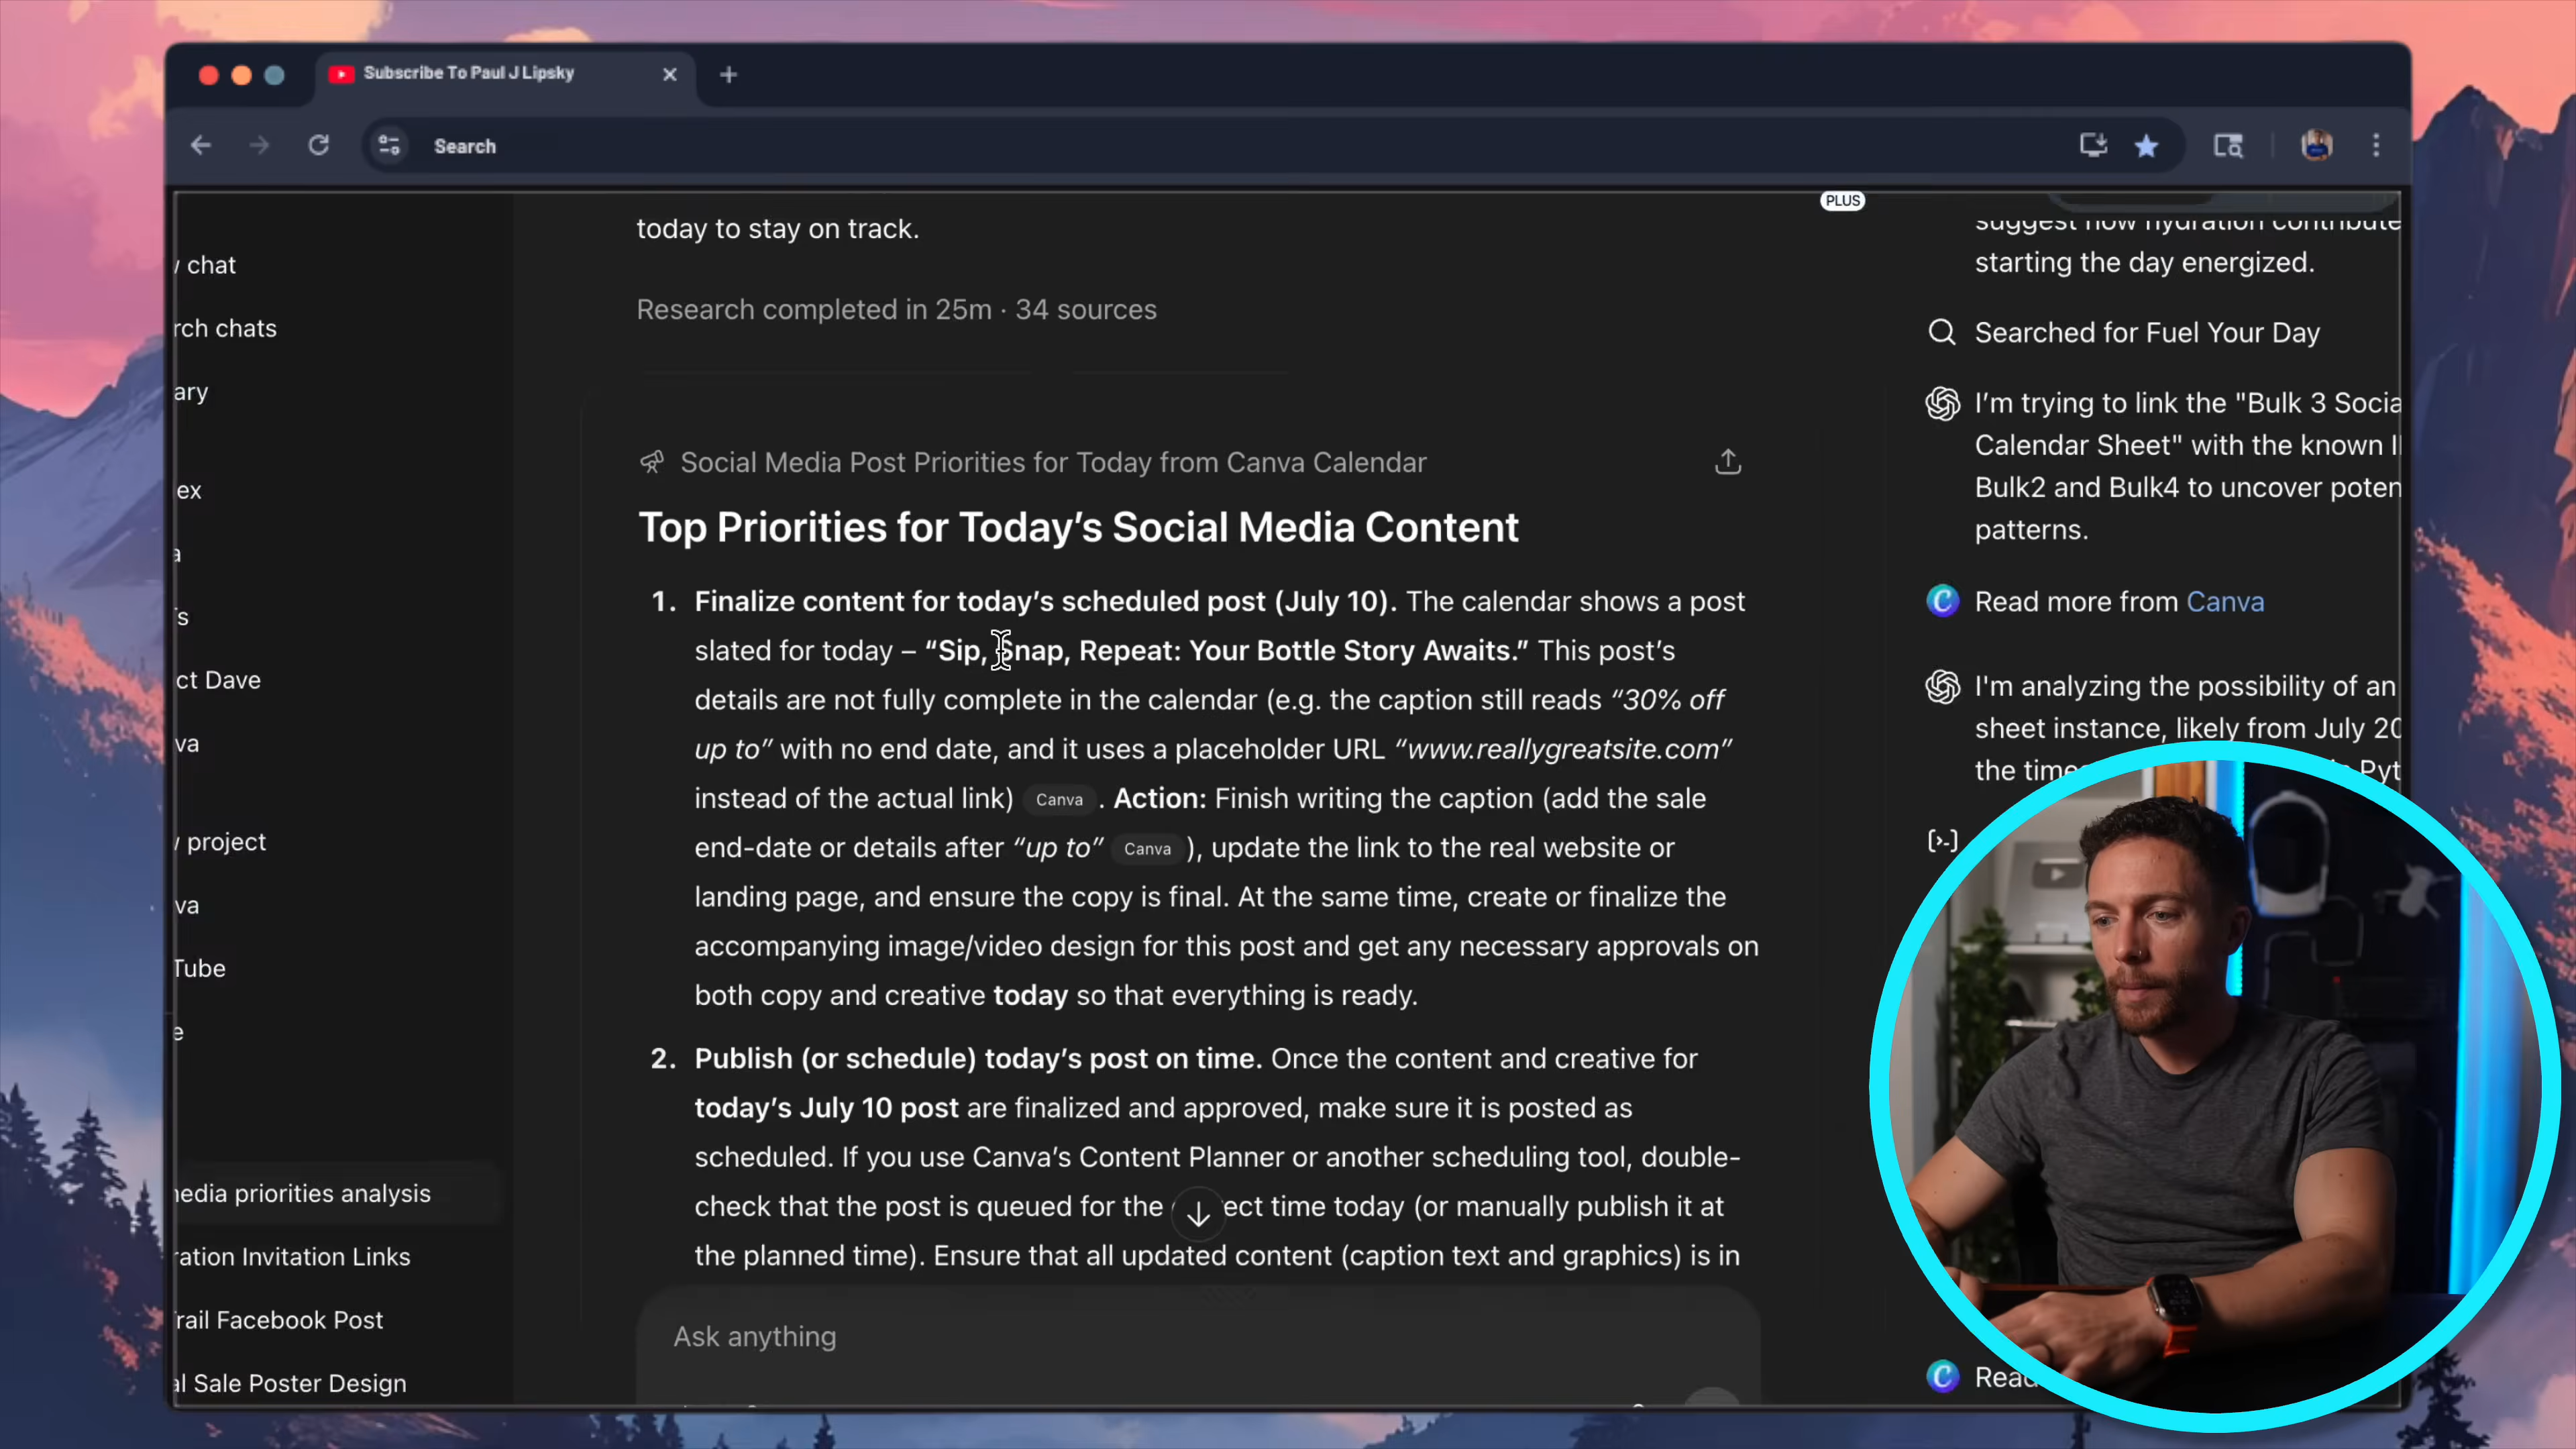 Subscribe To Paul J Lipsky
Search
PLUS
chat
rch chats
ary
ex
a
s
ct Dave
va
project
va
Tube
e
edia priorities analysis
ration Invitation Links
rail Facebook Post
al Sale Poster Design
today to stay on track.
Research completed in 25m · 34 sources
Social Media Post Priorities for Today from Canva Calendar
Top Priorities for Today’s Social Media Content
1. Finalize content for today’s scheduled post (July 10). The calendar shows a post
slated for today – “Sip, Snap, Repeat: Your Bottle Story Awaits.” This post’s
details are not fully complete in the calendar (e.g. the caption still reads “30% off
up to” with no end date, and it uses a placeholder URL “www.reallygreatsite.com”
instead of the actual link) Canva . Action: Finish writing the caption (add the sale
end-date or details after “up to” Canva ), update the link to the real website or
landing page, and ensure the copy is final. At the same time, create or finalize the
accompanying image/video design for this post and get any necessary approvals on
both copy and creative today so that everything is ready.
2. Publish (or schedule) today’s post on time. Once the content and creative for
today’s July 10 post are finalized and approved, make sure it is posted as
scheduled. If you use Canva’s Content Planner or another scheduling tool, double-
check that the post is queued for the ect time today (or manually publish it at
the planned time). Ensure that all updated content (caption text and graphics) is in
Ask anything
suggest how hydration contribute
starting the day energized.
Searched for Fuel Your Day
I’m trying to link the "Bulk 3 Socia
Calendar Sheet" with the known I
Bulk2 and Bulk4 to uncover poten
patterns.
Read more from Canva
I'm analyzing the possibility of an
sheet instance, likely from July 20
the time Pyt
Read